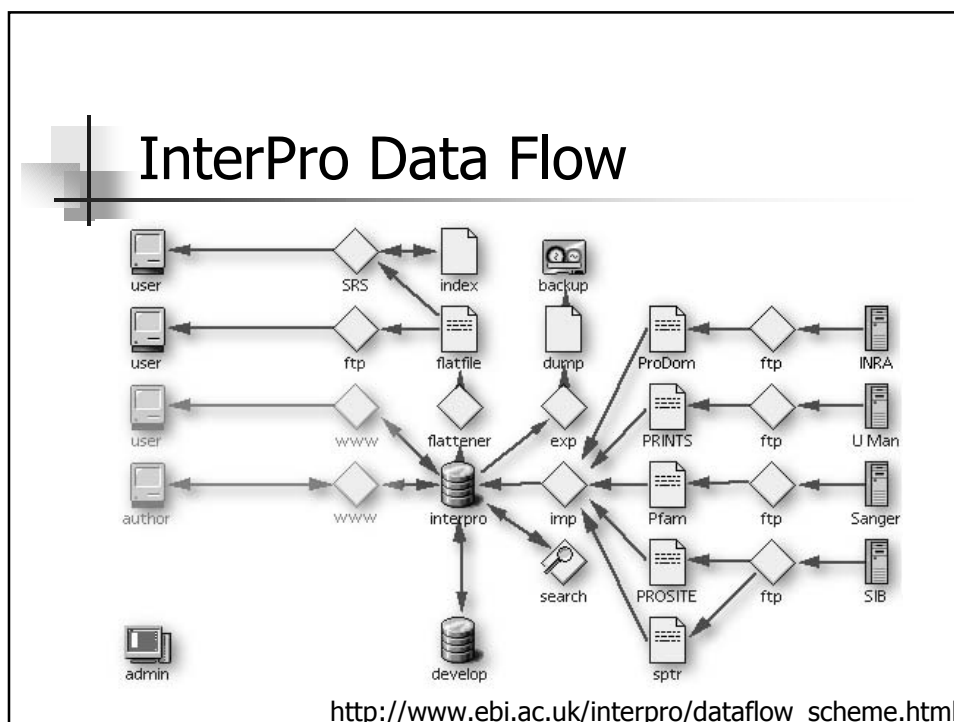 InterPro Data Flow
user SRS index backup
user ftp flatfile dump ProDom ftp INRA
user www flattener exp PRINTS ftp U Man
author www interpro imp Pfam ftp Sanger
search PROSITE ftp SIB
admin develop sptr
http://www.ebi.ac.uk/interpro/dataflow_scheme.html